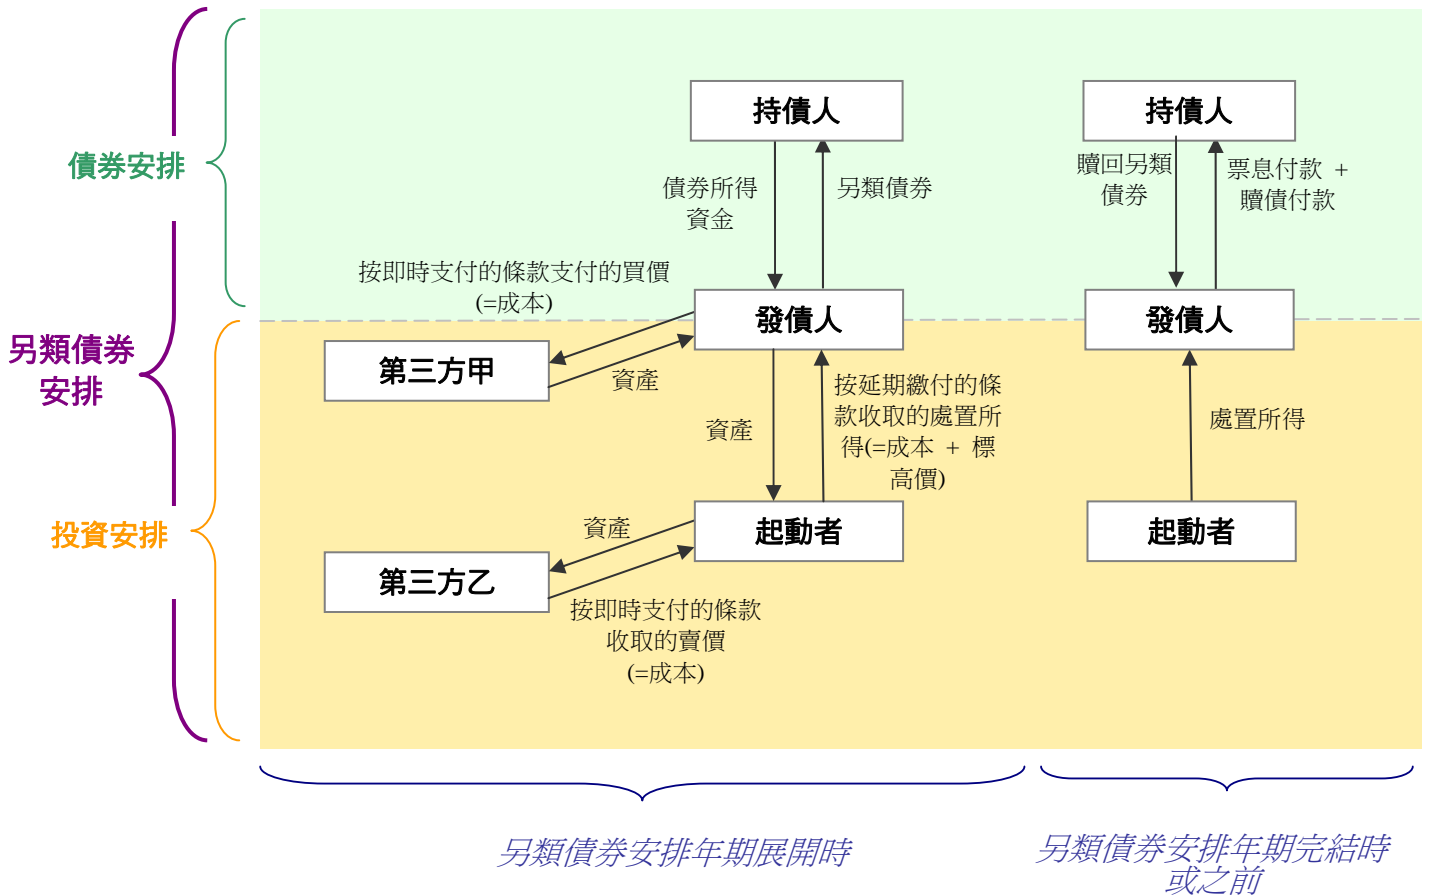 持債人
持債人
債券安排
債券所得
資金
另類債券
贖回另類
債券
票息付款 +
贖債付款
按即時支付的條款支付的買價
(=成本)
發債人
發債人
另類債券
安排
第三方甲
資產
資產
按延期繳付的條
款收取的處置所
得(=成本 + 標
高價)
處置所得
投資安排
資產
起動者
起動者
第三方乙
按即時支付的條款
收取的賣價
(=成本)
另類債券安排年期展開時
另類債券安排年期完結時
或之前